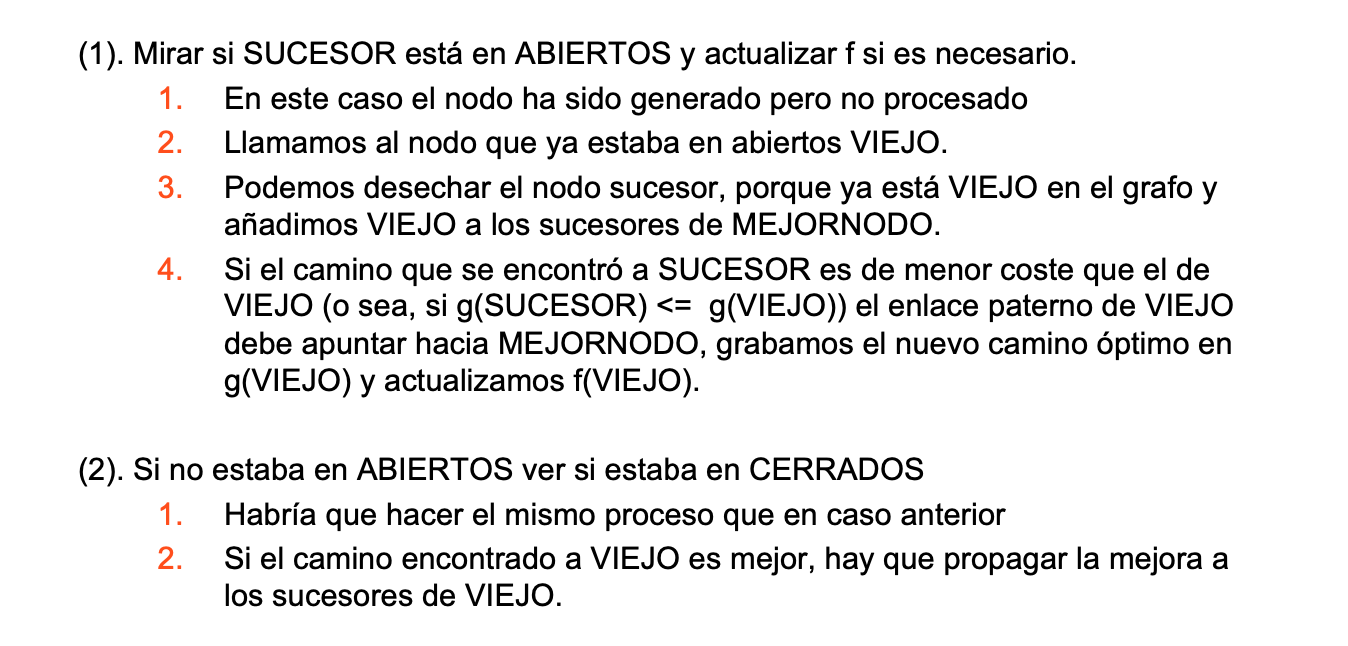 (1). Mirar si SUCESOR está en ABIERTOS y actualizar f si es necesario.
1. En este caso el nodo ha sido generado pero no procesado
2. Llamamos al nodo que ya estaba en abiertos VIEJO.
3. Podemos desechar el nodo sucesor, porque ya está VIEJO en el grafo y
añadimos VIEJO a los sucesores de MEJORNODO.
4. Si el camino que se encontró a SUCESOR es de menor coste que el de
VIEJO (o sea, si g(SUCESOR) <=  g(VIEJO)) el enlace paterno de VIEJO
debe apuntar hacia MEJORNODO, grabamos el nuevo camino óptimo en
g(VIEJO) y actualizamos f(VIEJO).
(2). Si no estaba en ABIERTOS ver si estaba en CERRADOS
1. Habría que hacer el mismo proceso que en caso anterior
2. Si el camino encontrado a VIEJO es mejor, hay que propagar la mejora a
los sucesores de VIEJO.